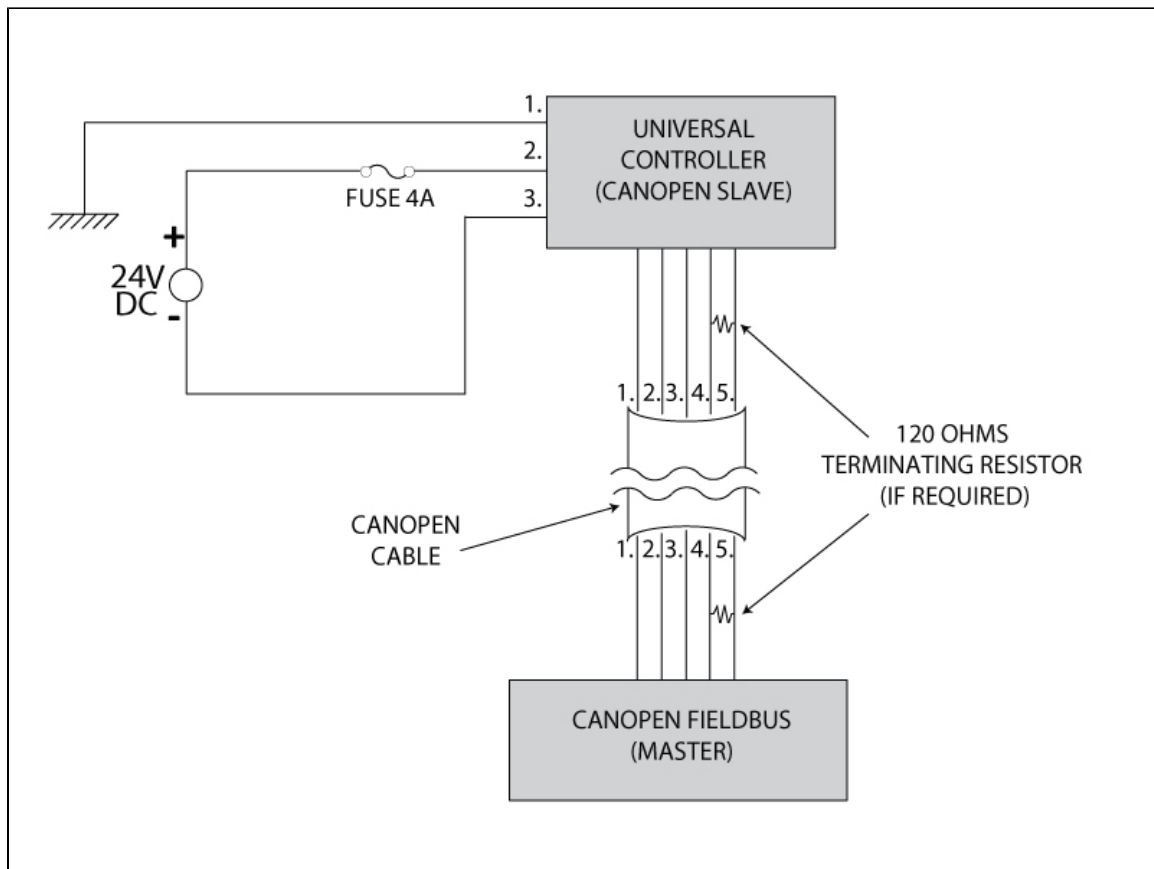 1.
UNIVERSAL
CONTROLLER
(CANOPEN SLAVE)
2.
FUSE 4A
3.
+
24V
DC
-
1. 2. 3. 4. 5.
120 OHMS
TERMINATING RESISTOR
(IF REQUIRED)
CANOPEN
CABLE
1. 2. 3. 4. 5.
CANOPEN FIELDBUS
(MASTER)